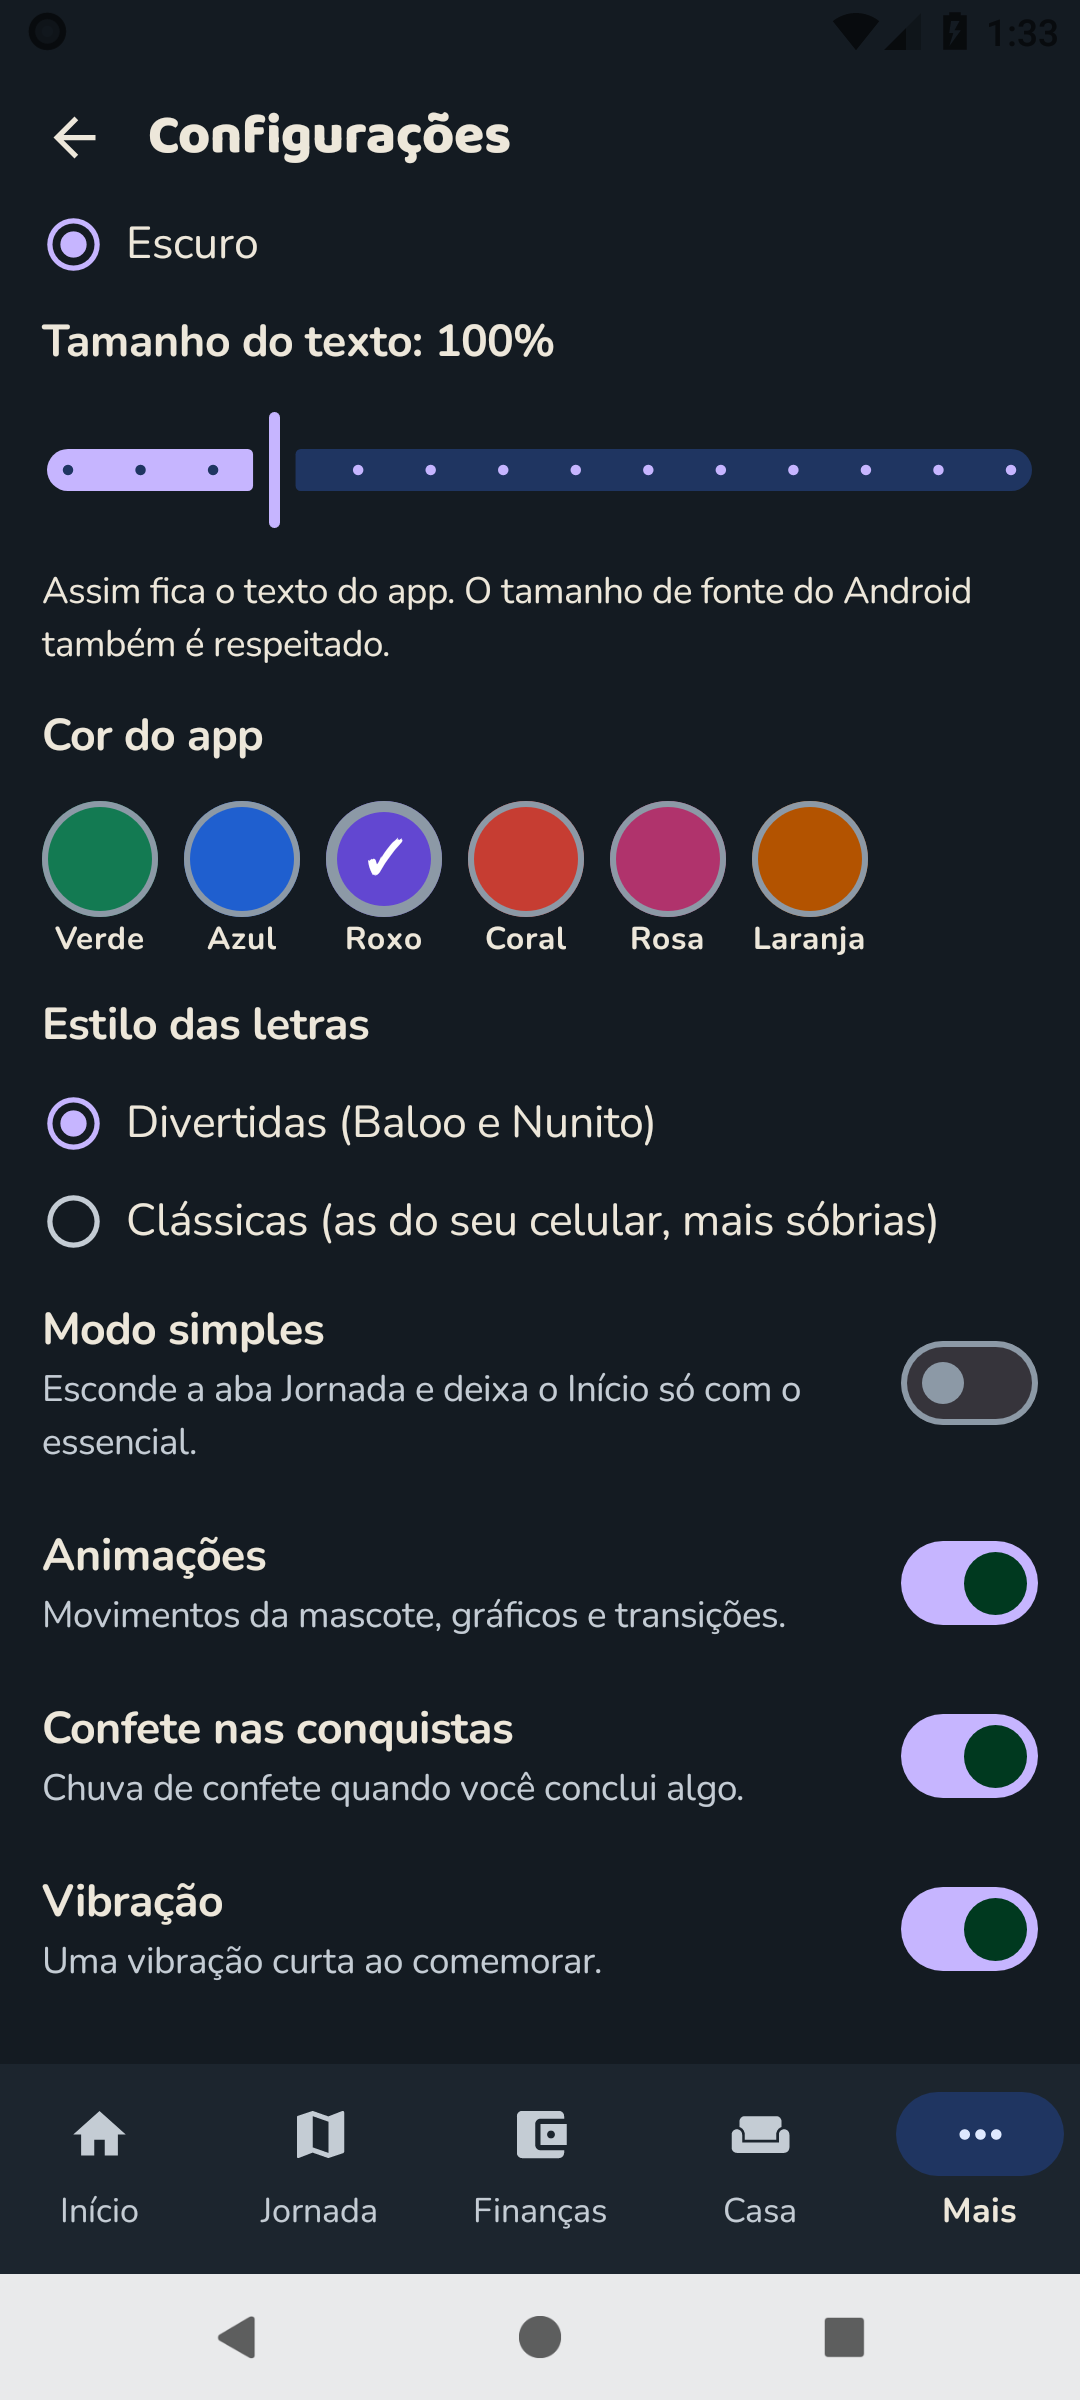 1:33
Configurações
Escuro
Tamanho do texto: 100%
Assim fica o texto do app. O tamanho de fonte do Android
também é respeitado.
Cor do app
Verde Azul Roxo Coral Rosa Laranja
Estilo das letras
Divertidas (Baloo e Nunito)
Clássicas (as do seu celular, mais sóbrias)
Modo simples
Esconde a aba Jornada e deixa o Início só com o
essencial.
Animações
Movimentos da mascote, gráficos e transições.
Confete nas conquistas
Chuva de confete quando você conclui algo.
Vibração
Uma vibração curta ao comemorar.
Início Jornada Finanças Casa Mais